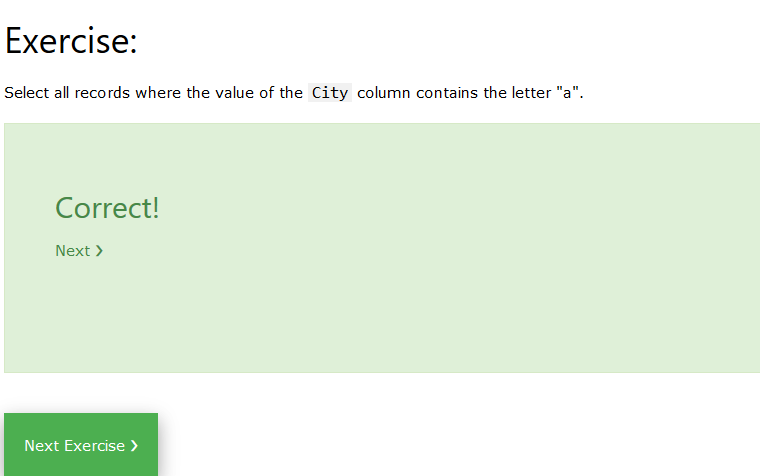 Exercise:
Select all records where the value of the City column contains the letter "a".
Correct!
Next ❯
Next Exercise ❯